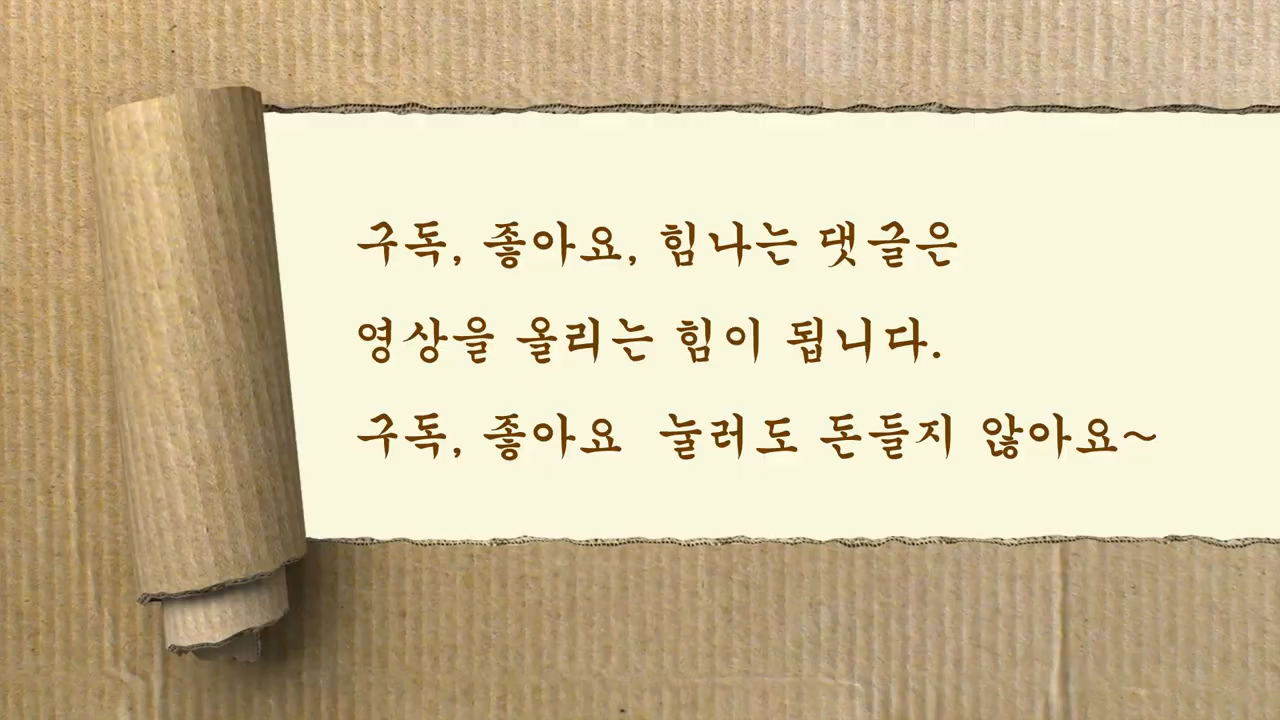 구독, 좋아요, 힘나는 댓글은
영상을 올리는 힘이 됩니다.
구독, 좋아요  눌러도 돈들지 않아요~